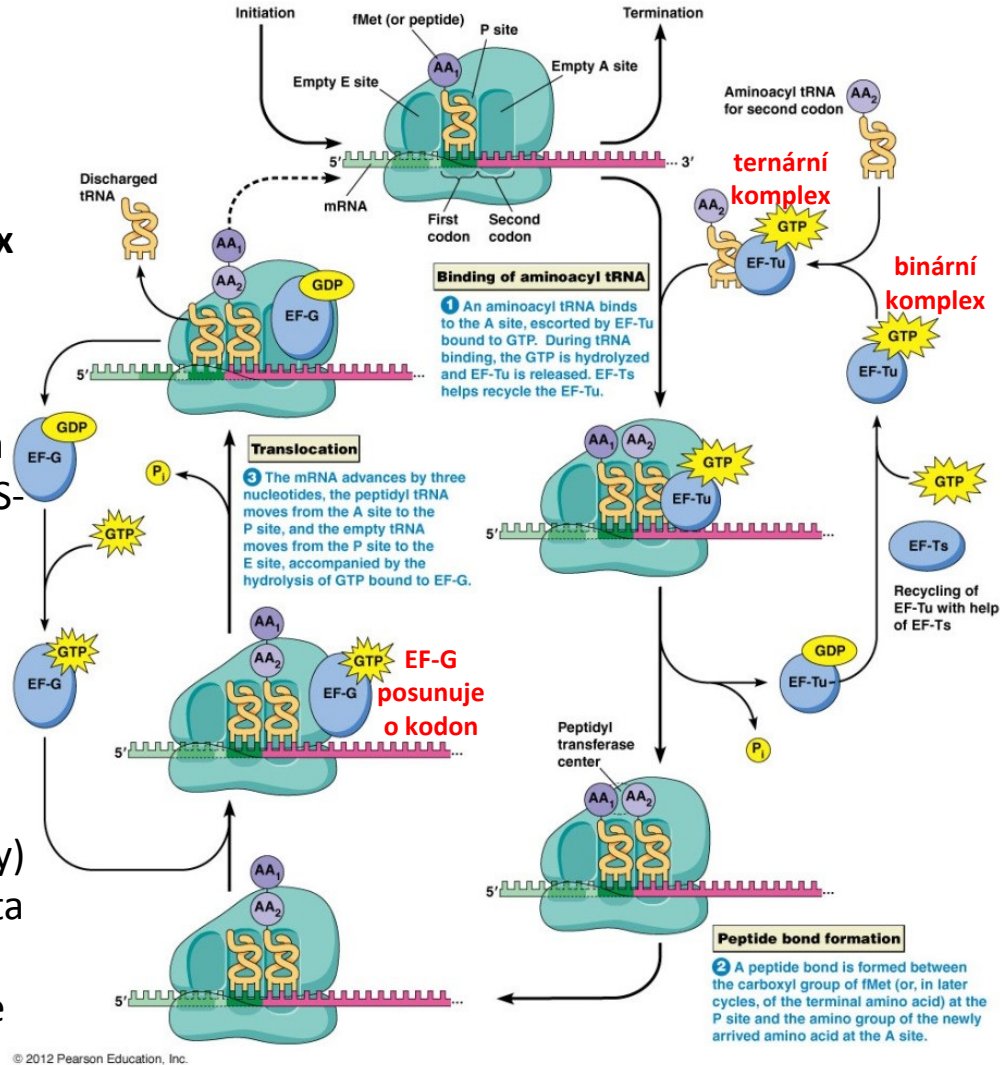 Initiation
fMet (or peptide)
P site
Termination
AA1
Empty E site
Empty A site
Aminoacyl tRNA
for second codon
AA2
5′
3′
mRNA
First
codon
Second
codon
ternární
komplex
AA2
GTP
EF-Tu
binární
komplex
GTP
EF-Tu
Discharged
tRNA
x
AA1
AA2
GDP
EF-G
5′
Binding of aminoacyl tRNA
1 An aminoacyl tRNA binds
to the A site, escorted by EF-Tu
bound to GTP. During tRNA
binding, the GTP is hydrolyzed
and EF-Tu is released. EF-Ts
helps recycle the EF-Tu.
GDP
EF-G
S-
Pi
GTP
Translocation
3 The mRNA advances by three
nucleotides, the peptidyl tRNA
moves from the A site to the
P site, and the empty tRNA
moves from the P site to the
E site, accompanied by the
hydrolysis of GTP bound to EF-G.
AA1
AA2
GTP
EF-Tu
5′
GTP
EF-Ts
Recycling of
EF-Tu with help
of EF-Ts
GDP
EF-Tu
Pi
GTP
EF-G
AA1
AA2
GTP
EF-G
5′
EF-G
posunuje
o kodon
Peptidyl
transferase
center
AA1
AA2
5′
y)
ta
e
AA1
AA2
5′
Peptide bond formation
2 A peptide bond is formed between
the carboxyl group of fMet (or, in later
cycles, of the terminal amino acid) at the
P site and the amino group of the newly
arrived amino acid at the A site.
© 2012 Pearson Education, Inc.